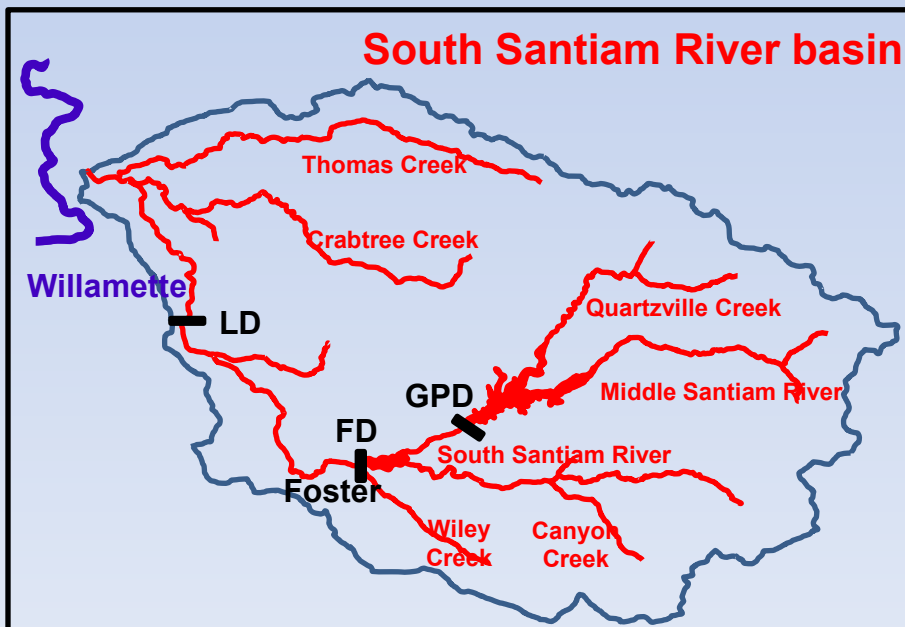 South Santiam River basin
Thomas Creek
Crabtree Creek
Willamette
Quartzville Creek
LD
Middle Santiam River
GPD
FD
South Santiam River
Foster
Wiley
Creek
Canyon
Creek